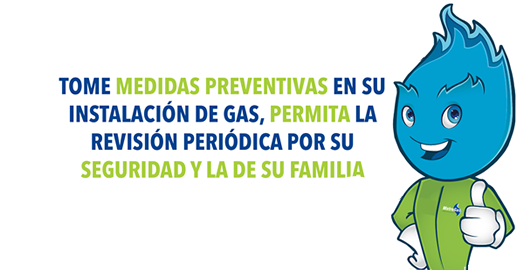 TOME MEDIDAS PREVENTIVAS EN SU
INSTALACIÓN DE GAS, PERMITA LA
REVISIÓN PERIÓDICA POR SU
SEGURIDAD Y LA DE SU FAMILIA